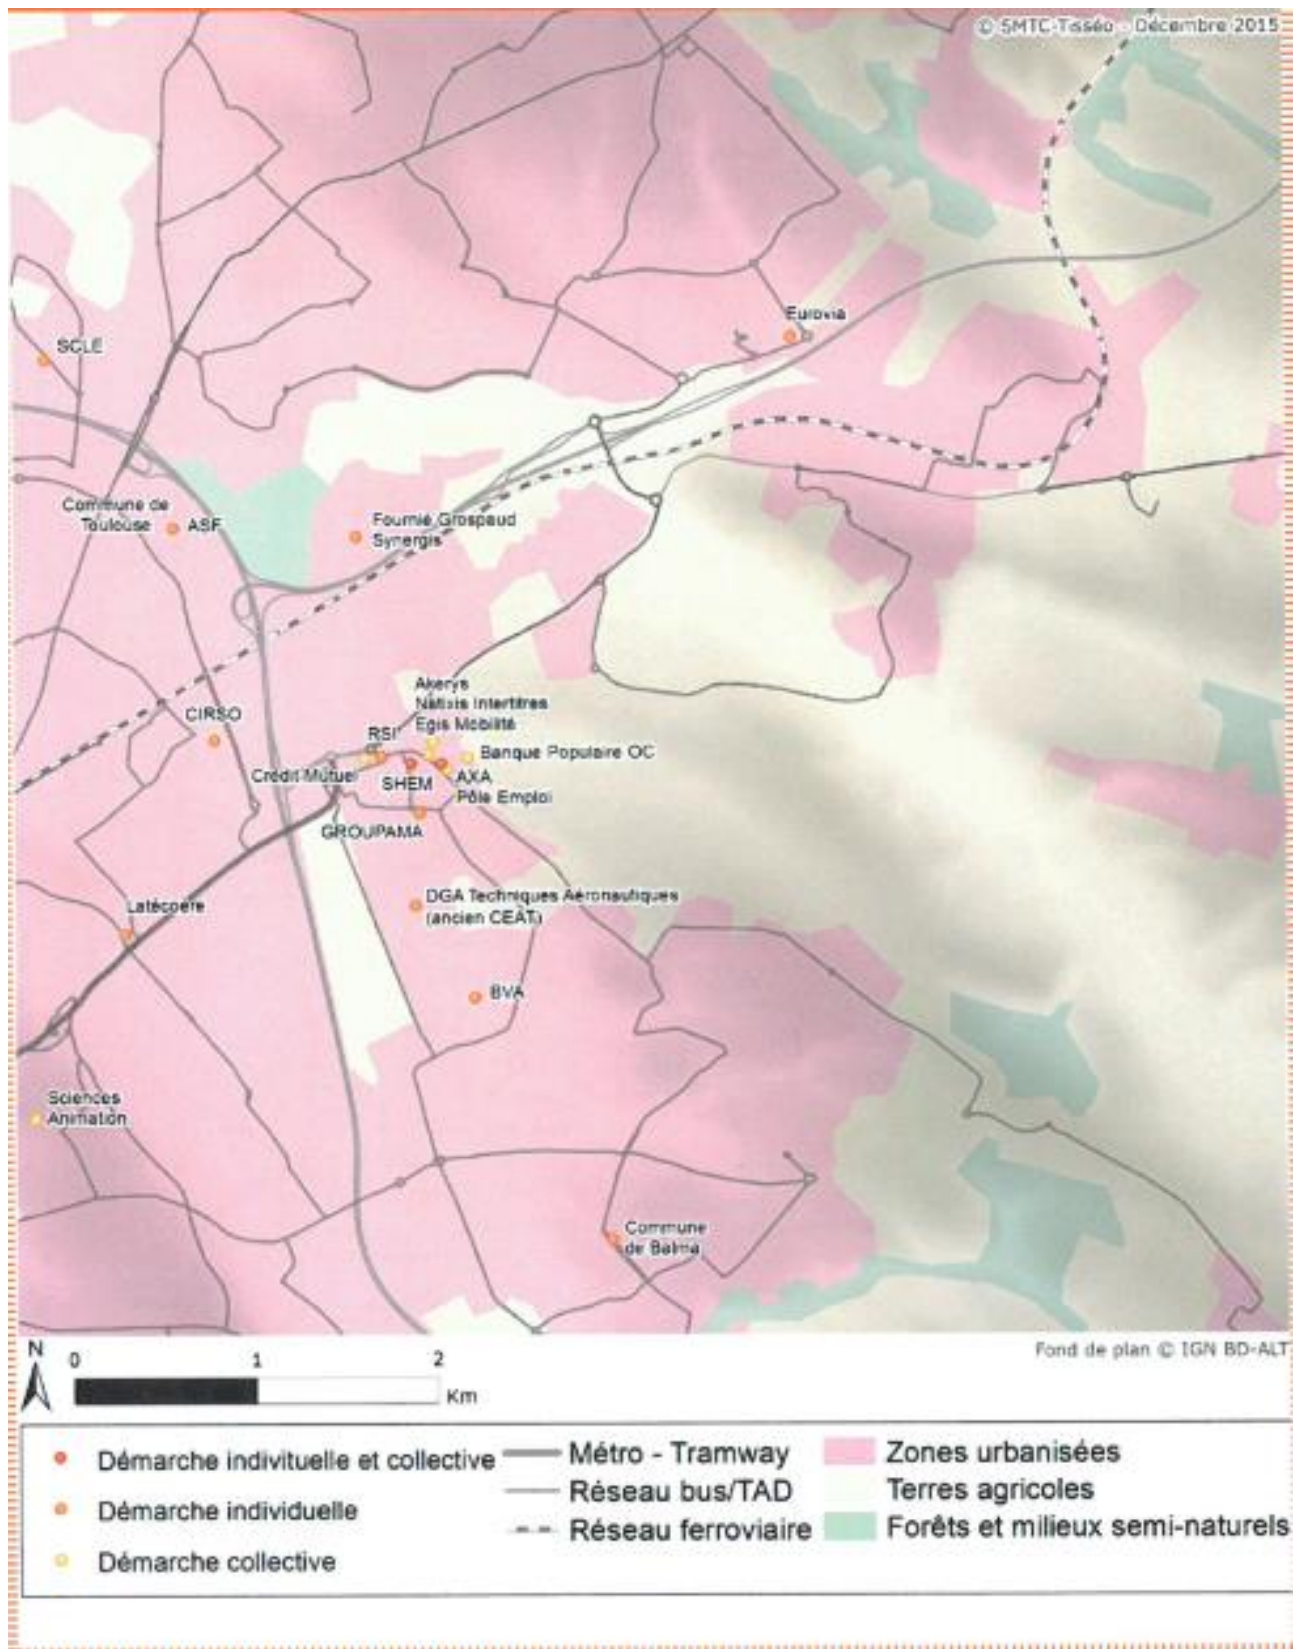 © SMTC-Tisséo - Décembre 2015
Eurovia
SCLE
Commune de
Toulouse
ASF
Fournié Grospaud
Synergis
Akerys
Natixis Intertitres
Egis Mobilité
CIRSO
RSI
Banque Populaire OC
Crédit Mutuel
SHEM
AXA
Pôle Emploi
GROUPAMA
DGA Techniques Aéronautiques
(ancien CEAT)
Latécoère
BVA
Sciences
Animation
Commune
de Balma
N
0 1 2
Km
Fond de plan © IGN BD-ALT
Démarche indivituelle et collective
Démarche individuelle
Démarche collective
Métro - Tramway
Réseau bus/TAD
Réseau ferroviaire
Zones urbanisées
Terres agricoles
Forêts et milieux semi-naturels